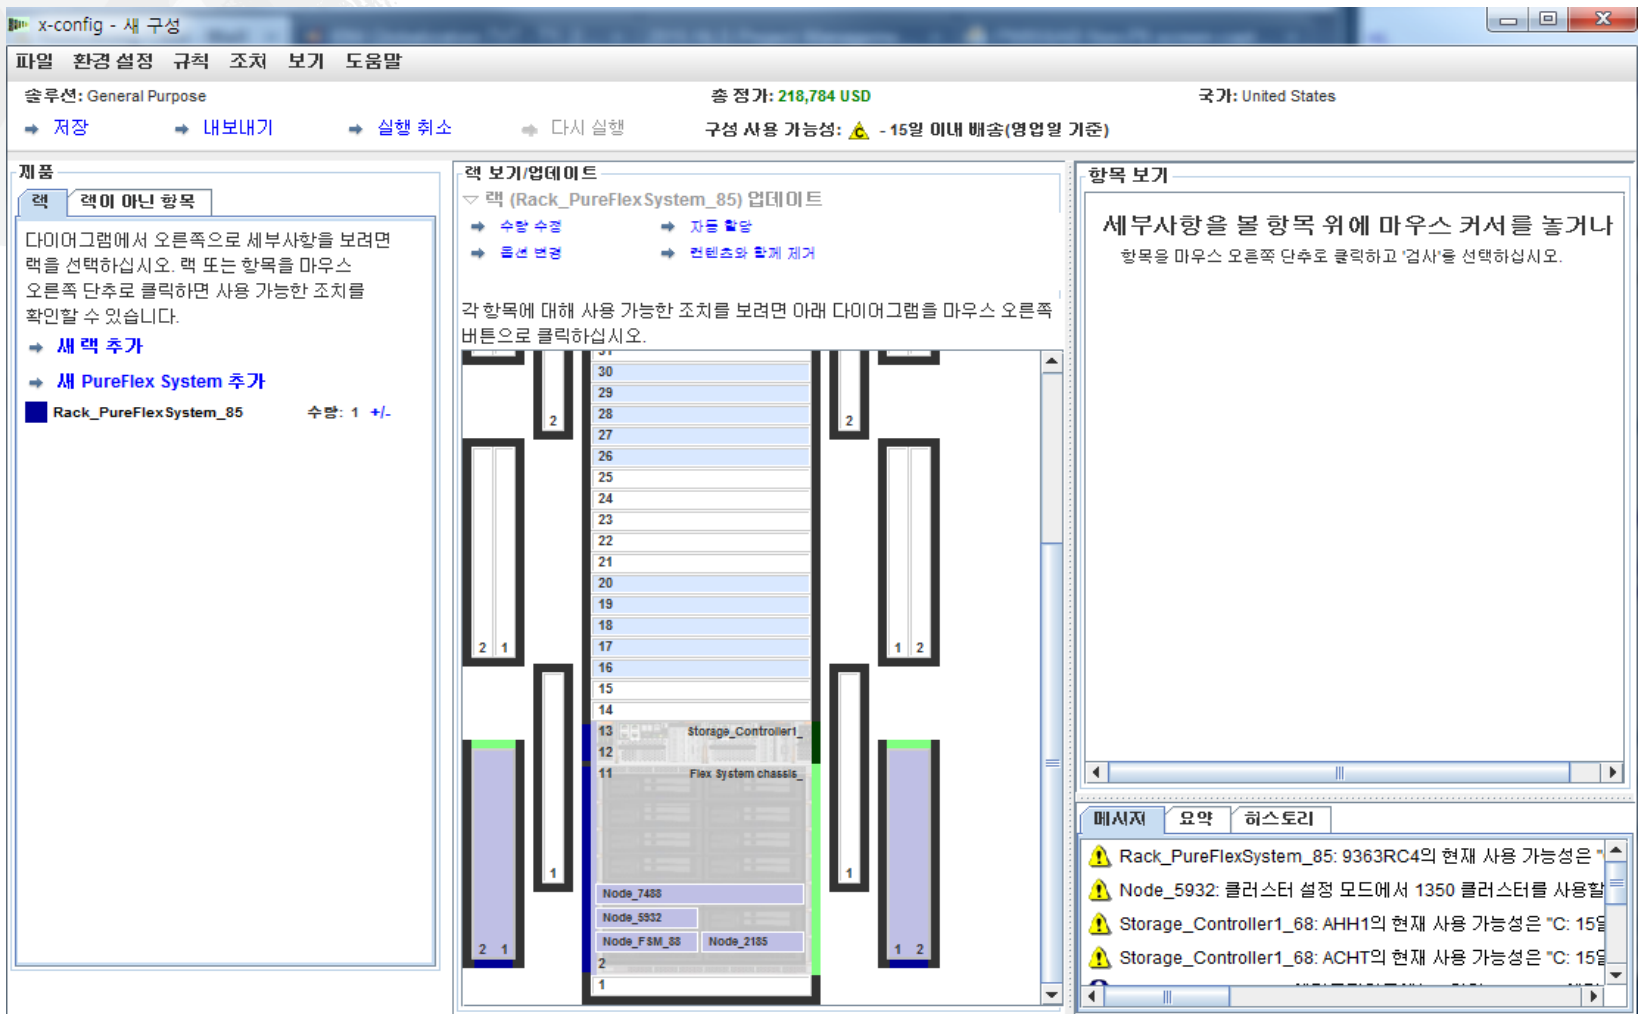 x-config - 새 구성
파일 환경 설정 규칙 조치 보기 도움말
솔루션: General Purpose
총 정가: 218,784 USD
국가: United States
저장
내보내기
실행 취소
다시 실행
구성 사용 가능성: C - 15일 이내 배송(영업일 기준)
제품
랙
랙이 아닌 항목
다이어그램에서 오른쪽으로 세부사항을 보려면
랙을 선택하십시오. 랙 또는 항목을 마우스
오른쪽 단추로 클릭하면 사용 가능한 조치를
확인할 수 있습니다.
새 랙 추가
새 PureFlex System 추가
Rack_PureFlexSystem_85 수량: 1 +/-
랙 보기/업데이트
랙 (Rack_PureFlexSystem_85) 업데이트
수량 수정
자동 할당
옵션 변경
컨텐츠와 함께 제거
각 항목에 대해 사용 가능한 조치를 보려면 아래 다이어그램을 마우스 오른쪽
버튼으로 클릭하십시오.
31
30
29
28
2
2
27
26
25
24
23
22
21
20
19
18
2 1
17
1 2
16
15
14
13 Storage_Controller1_
12
11 Flex System chassis_
1
1
Node_7488
Node_5932
Node_FSM_88
Node_2185
2 1
2
1 2
1
항목 보기
세부사항을 볼 항목 위에 마우스 커서를 놓거나
항목을 마우스 오른쪽 단추로 클릭하고 '검사'를 선택하십시오.
메시지
요약
히스토리
Rack_PureFlexSystem_85: 9363RC4의 현재 사용 가능성은 "
Node_5932: 클러스터 설정 모드에서 1350 클러스터를 사용할
Storage_Controller1_68: AHH1의 현재 사용 가능성은 "C: 15일
Storage_Controller1_68: ACHT의 현재 사용 가능성은 "C: 15일